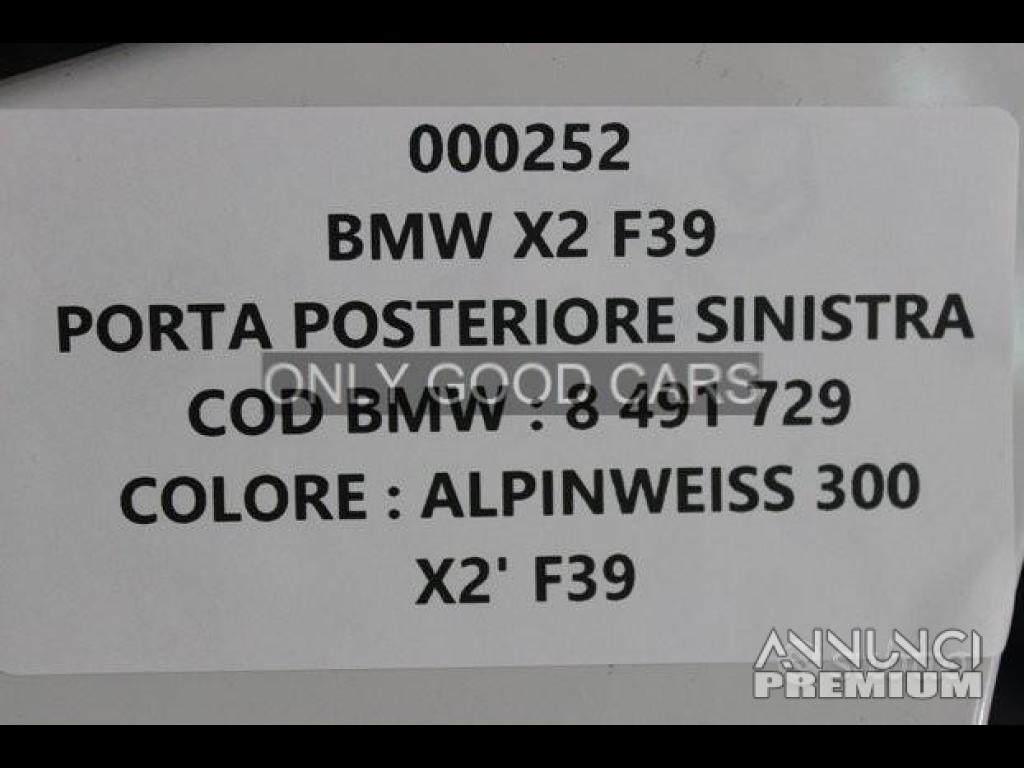 000252
BMW X2 F39
PORTA POSTERIORE SINISTRA
ONLY GOOD CARS
COD BMW : 8 491 729
COLORE : ALPINWEISS 300
X2' F39
ANNUNCI
PREMIUM